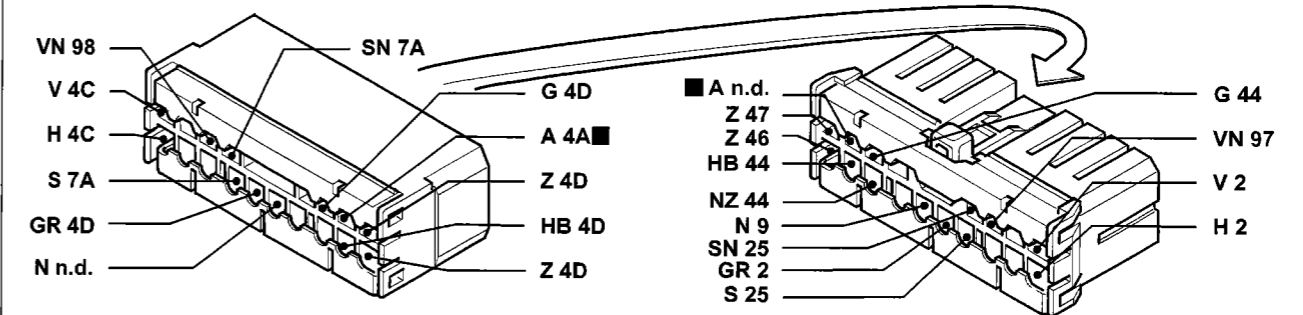 VN 98
V 4C
H 4C
S 7A
GR 4D
N n.d.
SN 7A
G 4D
A 4A■
Z 4D
HB 4D
Z 4D
■ A n.d.
Z 47
Z 46
HB 44
NZ 44
N 9
SN 25
GR 2
S 25
G 44
VN 97
V 2
H 2